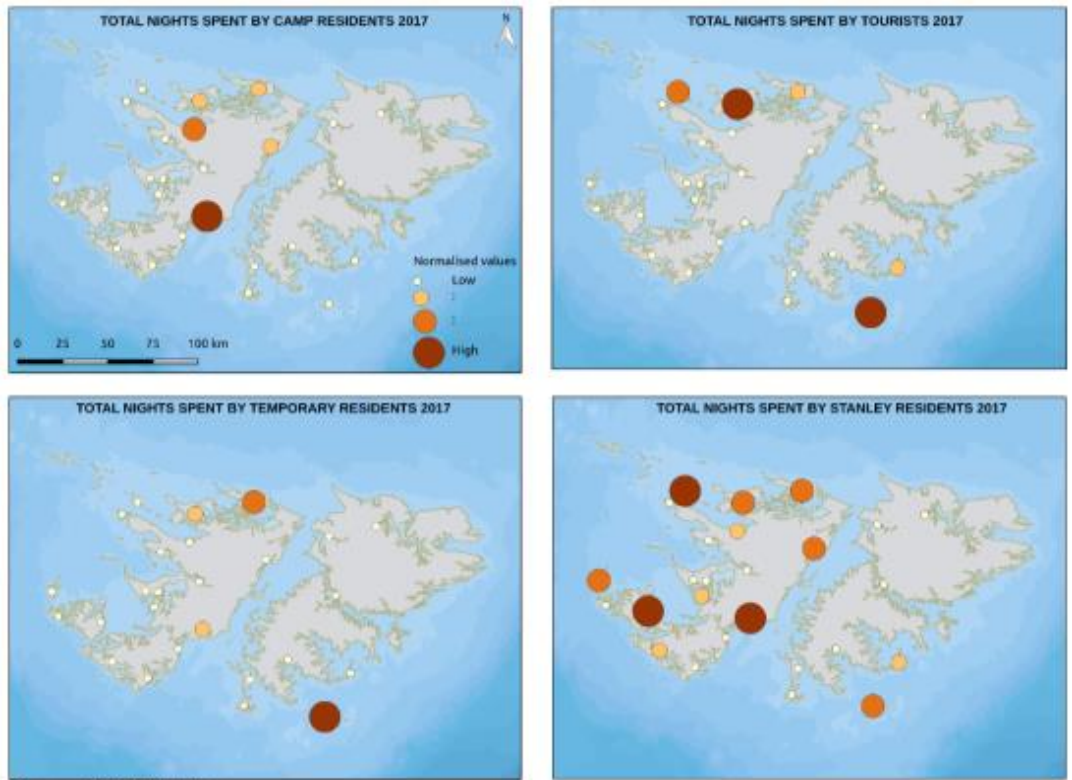 TOTAL NIGHTS SPENT BY CAMP RESIDENTS 2017
N
Normalised values
Low
High
0 25 50 75 100 km
TOTAL NIGHTS SPENT BY TOURISTS 2017
TOTAL NIGHTS SPENT BY TEMPORARY RESIDENTS 2017
TOTAL NIGHTS SPENT BY STANLEY RESIDENTS 2017